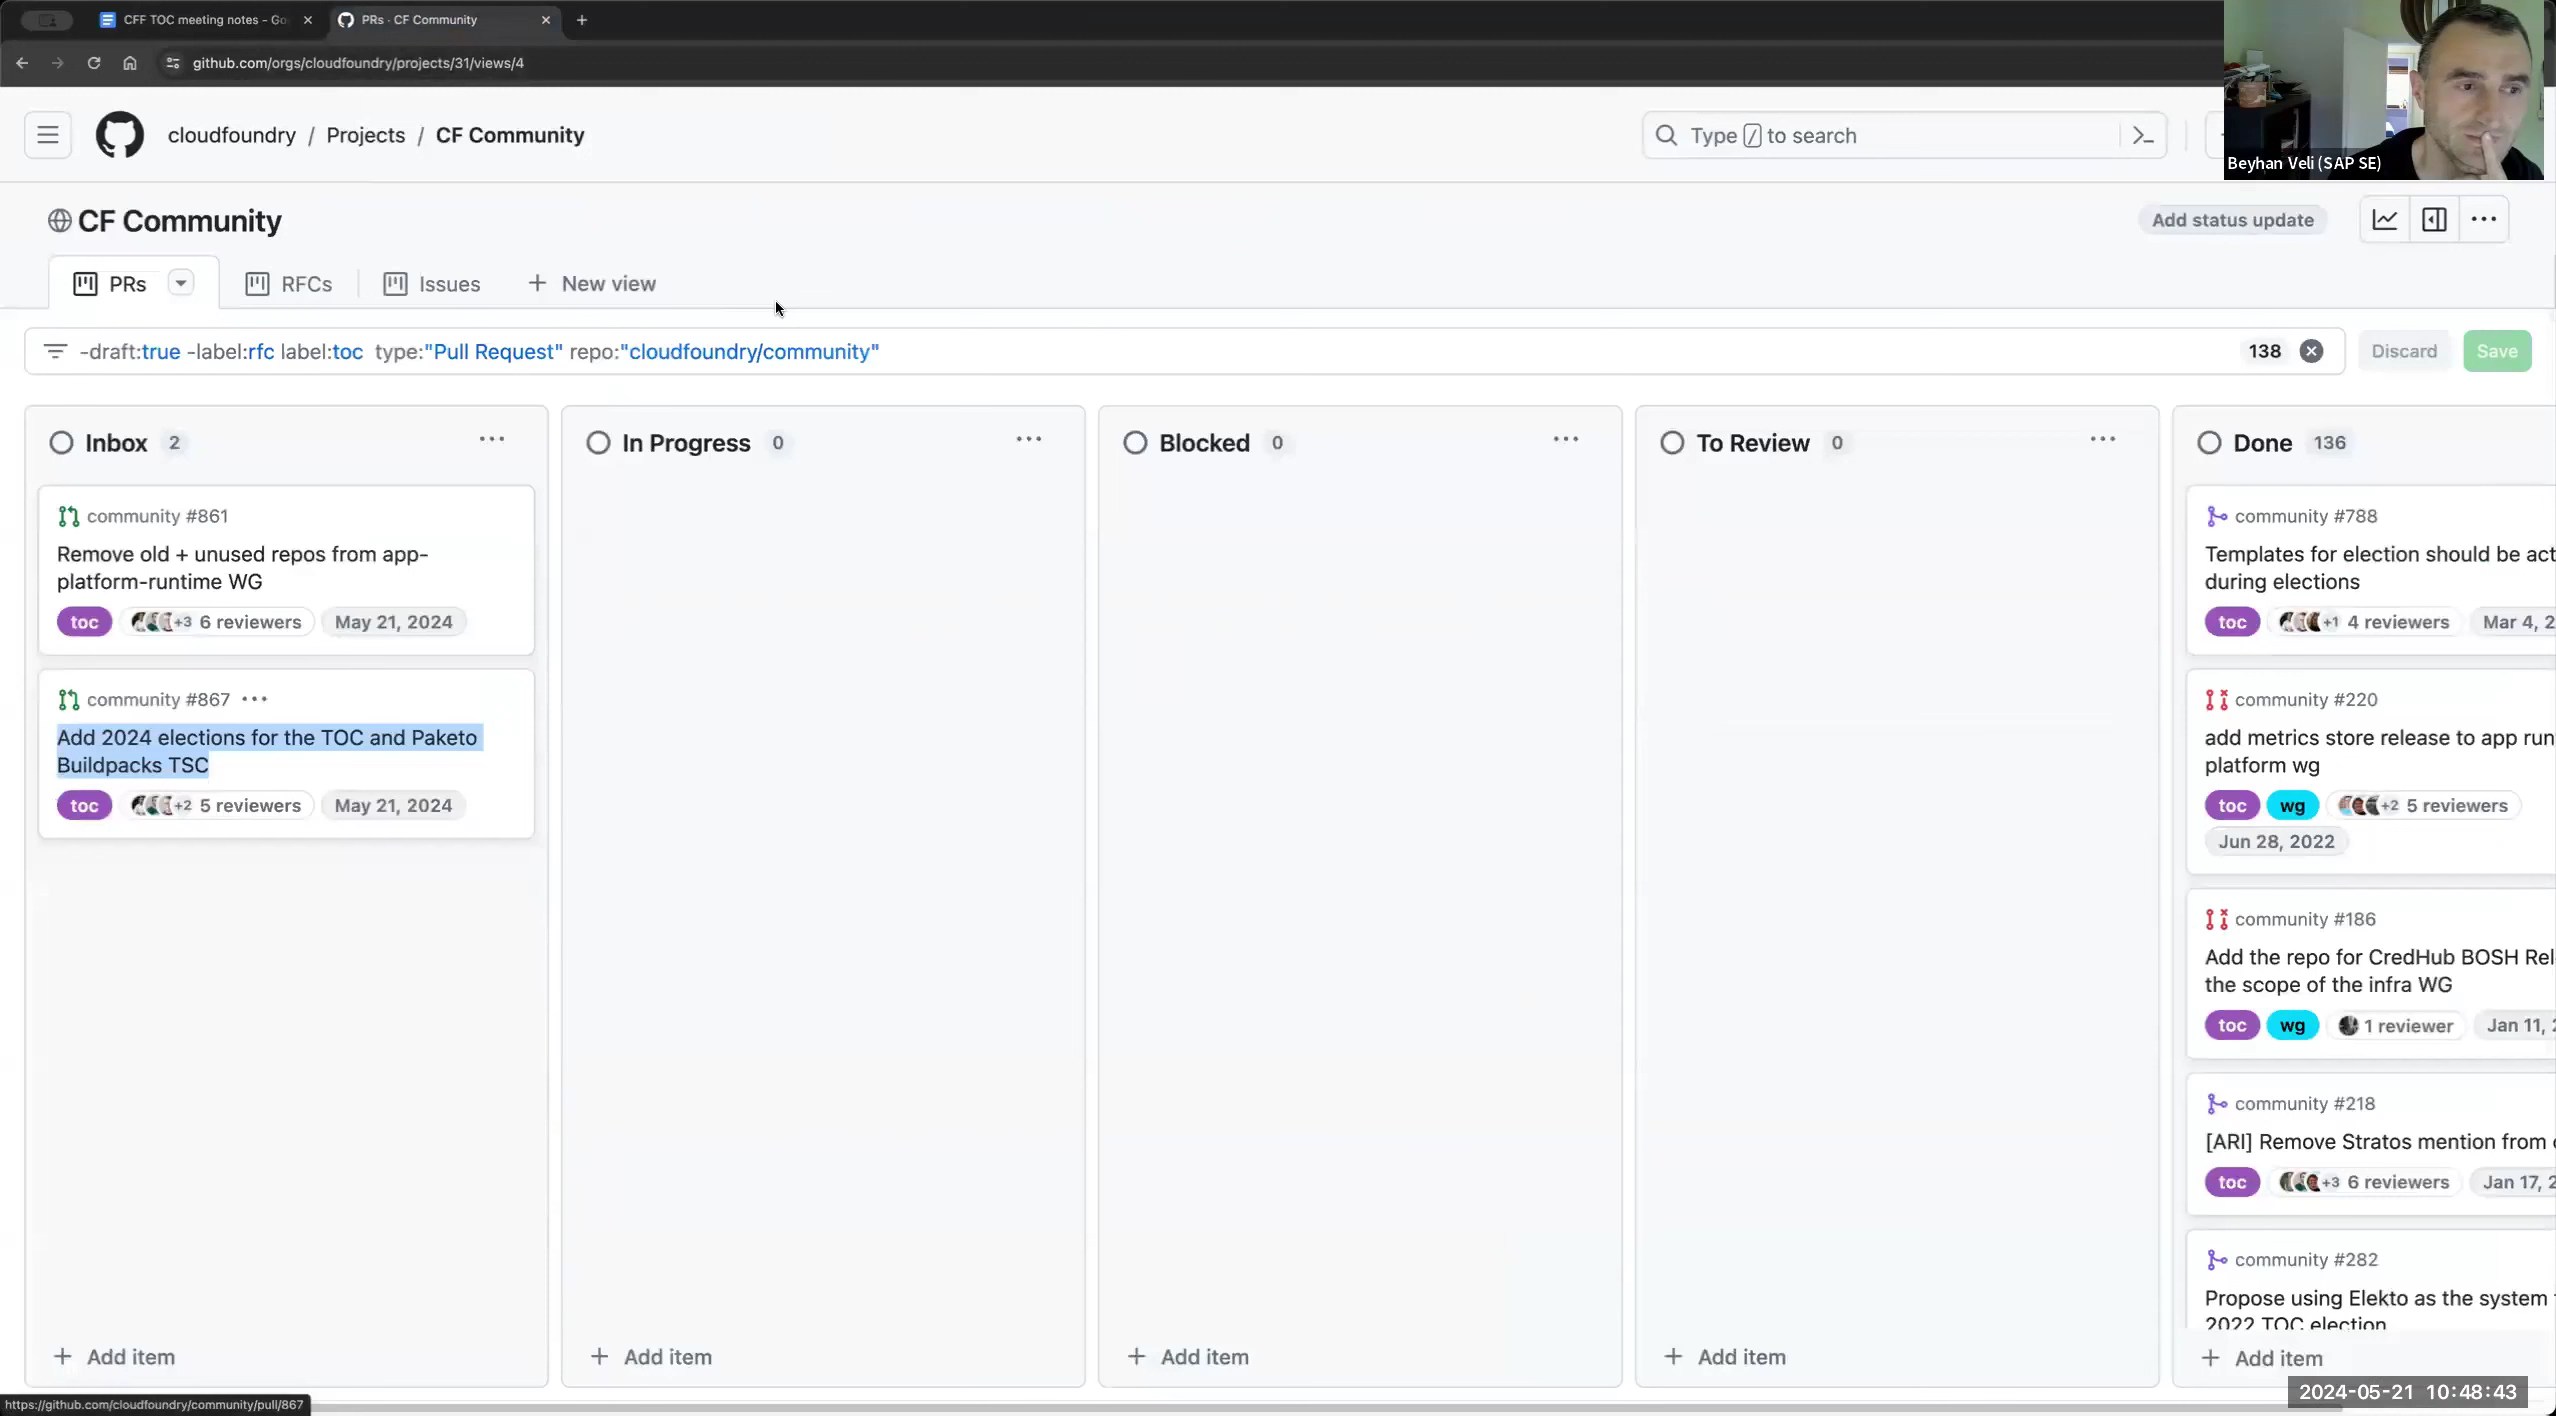 CFF TOC meeting notes - Go
PRs · CF Community
github.com/orgs/cloudfoundry/projects/31/views/4
cloudfoundry / Projects / CF Community
Type / to search
Beyhan Veli (SAP SE)
CF Community
Add status update
PRs
RFCs
Issues
+ New view
-draft:true -label:rfc label:toc type:"Pull Request" repo:"cloudfoundry/community"
138
Discard
Save
Inbox 2
community #861
Remove old + unused repos from app-
platform-runtime WG
toc +3 6 reviewers May 21, 2024
community #867 ...
Add 2024 elections for the TOC and Paketo
Buildpacks TSC
toc +2 5 reviewers May 21, 2024
+ Add item
In Progress 0
+ Add item
Blocked 0
+ Add item
To Review 0
+ Add item
Done 136
community #788
Templates for election should be act
during elections
toc +1 4 reviewers Mar 4, 2
community #220
add metrics store release to app run
platform wg
toc wg +2 5 reviewers
Jun 28, 2022
community #186
Add the repo for CredHub BOSH Rel
the scope of the infra WG
toc wg 1 reviewer Jan 11, 2
community #218
[ARI] Remove Stratos mention from
toc +3 6 reviewers Jan 17, 2
community #282
Propose using Elekto as the system
2022 TOC election
+ Add item
https://github.com/cloudfoundry/community/pull/867
2024-05-21 10:48:43